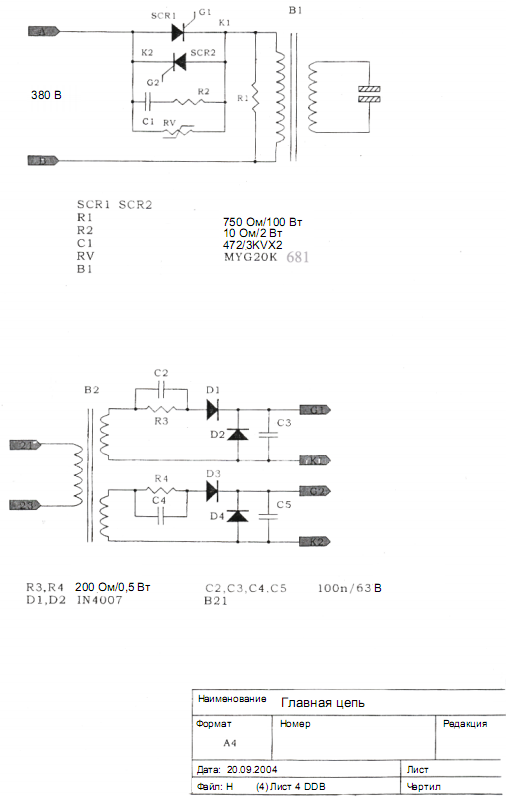 SCR1 G1 K1 B1
A
K2 SCR2
G2
380 В
R2
C1 RV R1
SCR1 SCR2
R1 750 Ом/100 Вт
R2 10 Ом/2 Вт
C1 472/3KVX2
RV MYG20K 681
B1
C2 D1
B2
G1
R3 C3
D2
21
K1
R4 D3
G2
23
C4 C5
D4
K2
R3,R4 200 Ом/0,5 Вт C2,C3,C4,C5 100n/63 В
D1,D2 IN4007 B21
Наименование Главная цепь
Формат Номер Редакция
A4
Дата: 20.09.2004 Лист
Файл: H (4) Лист 4 DDB Чертил